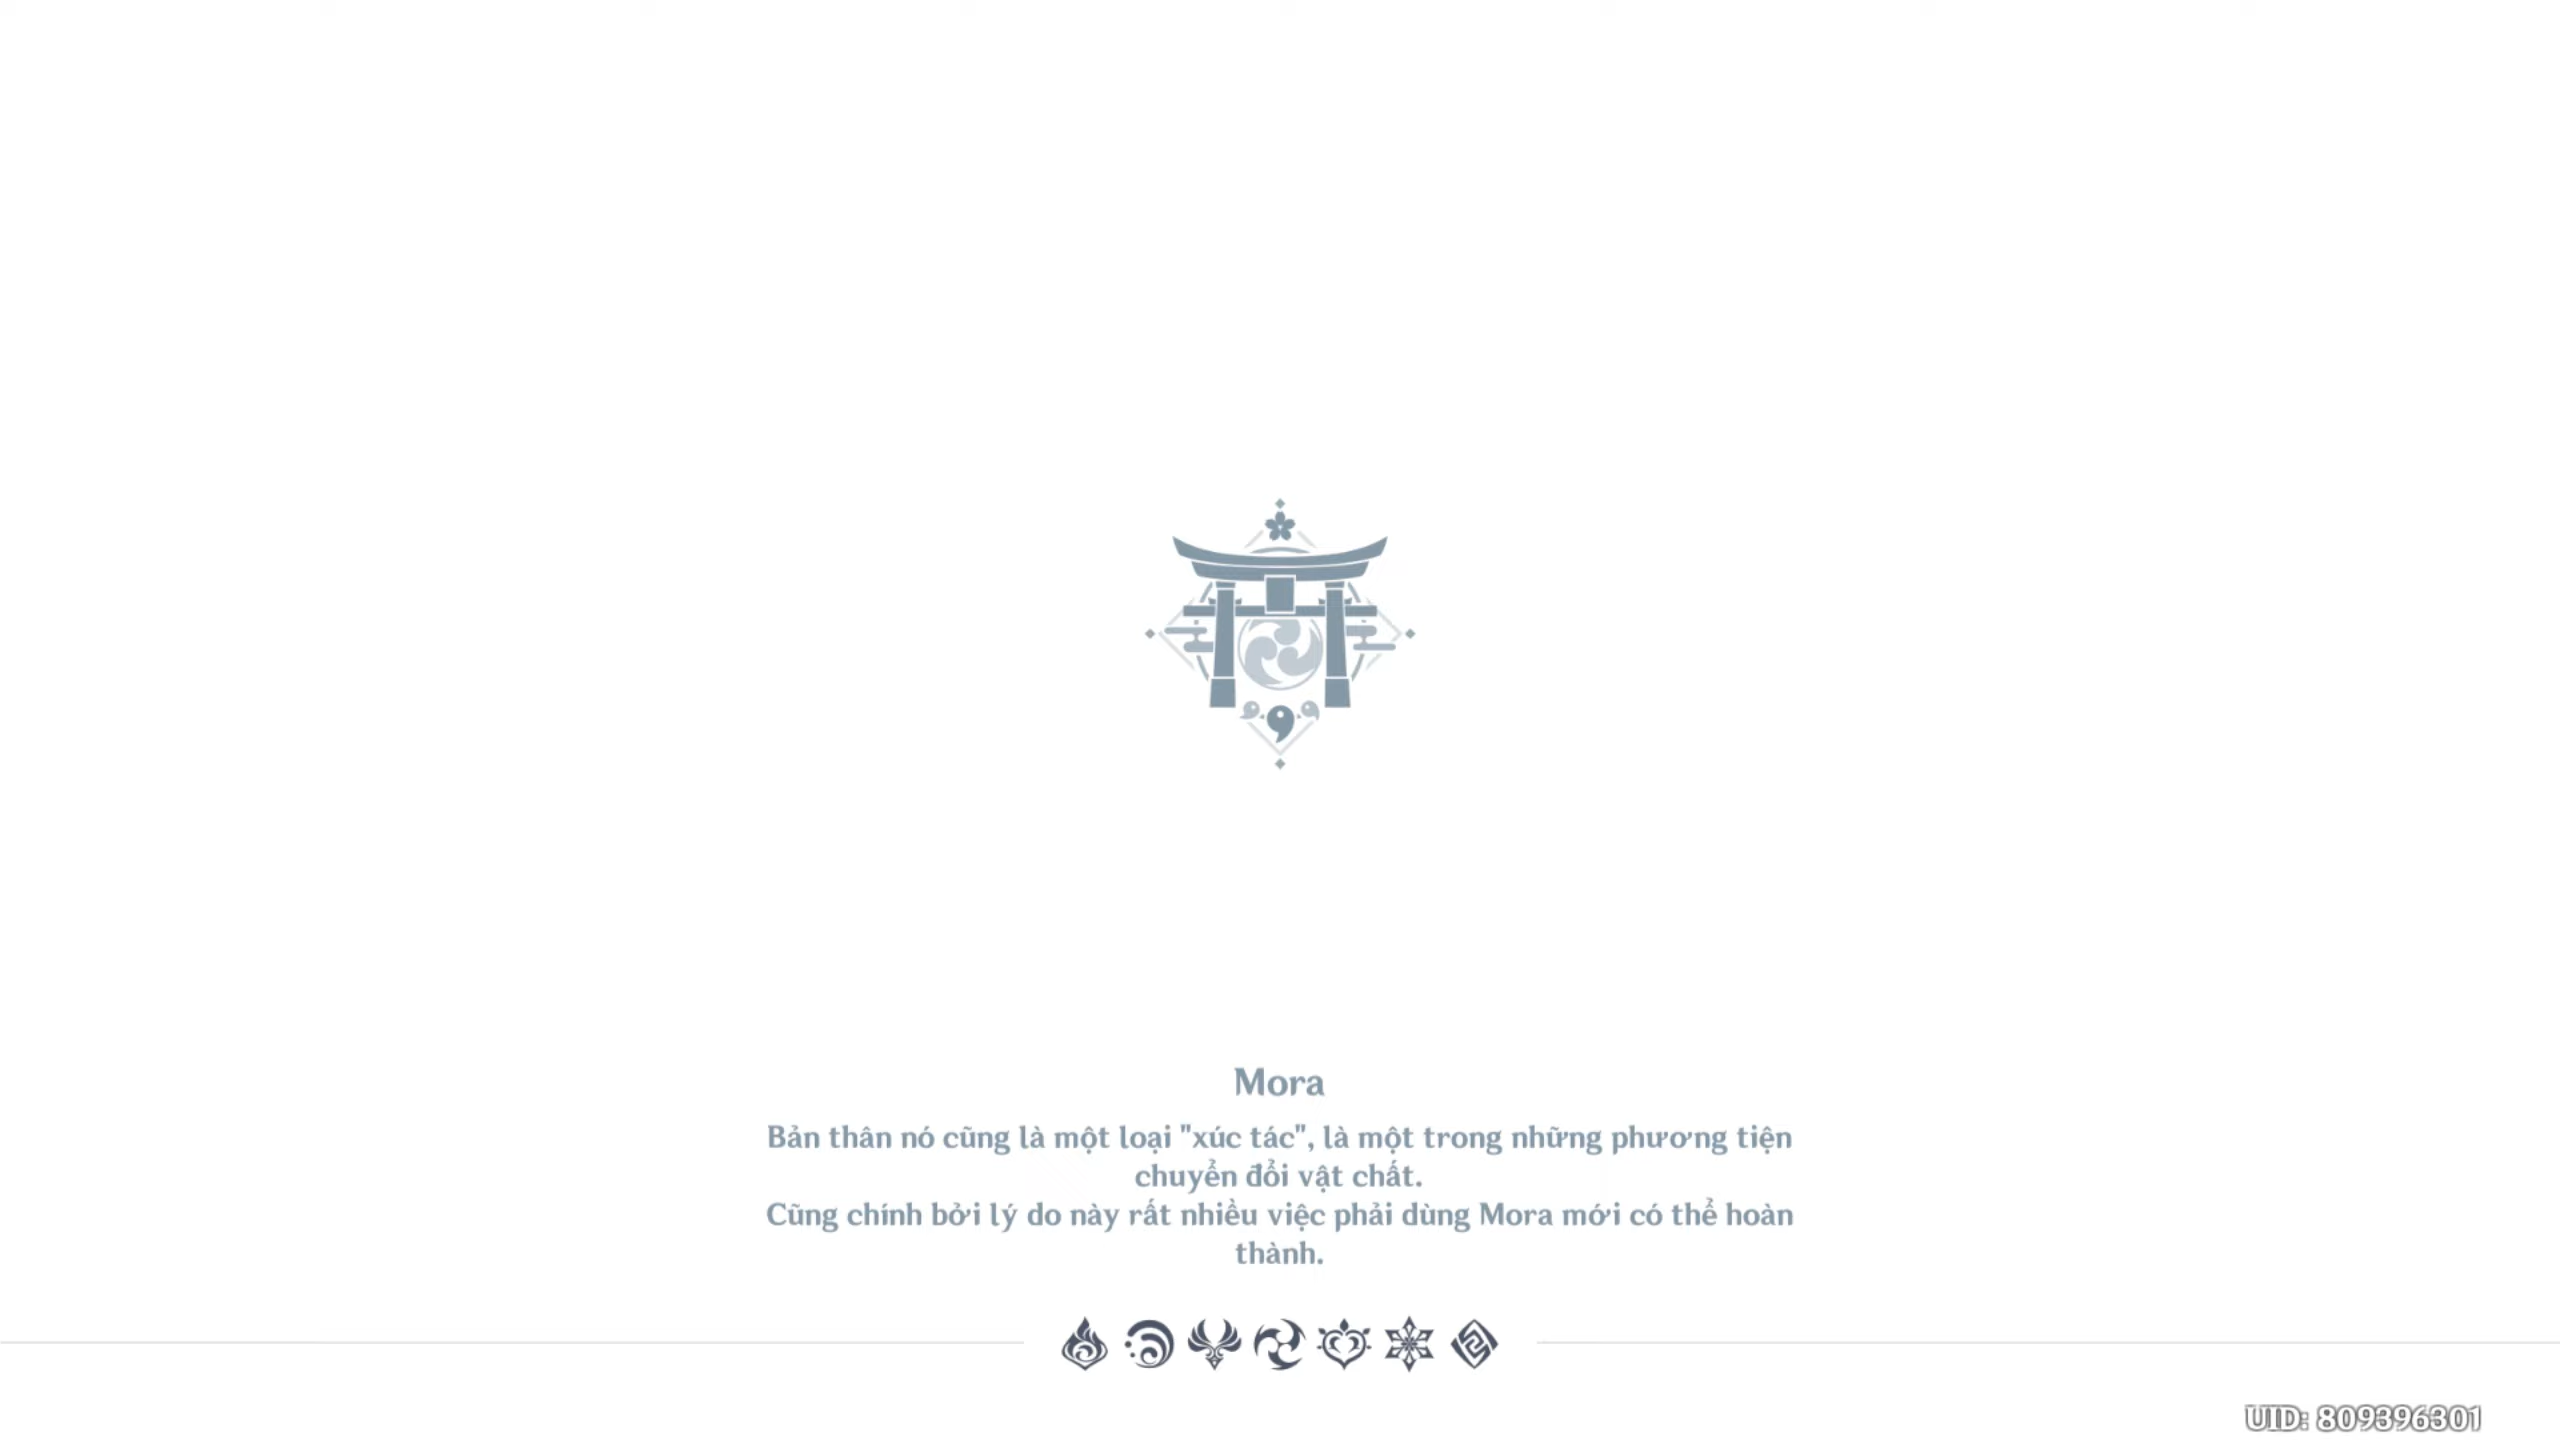 Mora
Bản thân nó cũng là một loại "xúc tác", là một trong những phương tiện
chuyển đổi vật chất.
Cũng chính bởi lý do này rất nhiều việc phải dùng Mora mới có thể hoàn
thành.
UID: 809396301